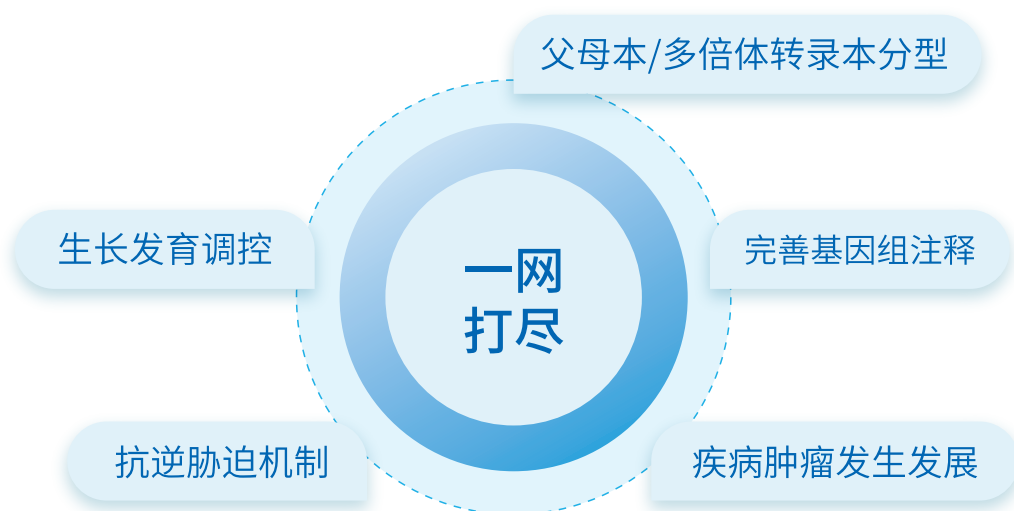 父母本/多倍体转录本分型
生长发育调控
完善基因组注释
一网
打尽
抗逆胁迫机制
疾病肿瘤发生发展